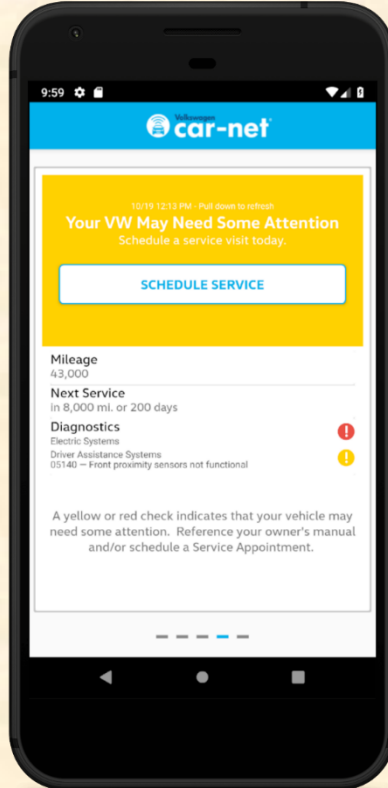 9:59
Volkswagen
car-net
10/19 12:13 PM - Pull down to refresh
Your VW May Need Some Attention
Schedule a service visit today.
SCHEDULE SERVICE
Mileage
43,000
Next Service
in 8,000 mi. or 200 days
Diagnostics
Electric Systems
Driver Assistance Systems
05140 — Front proximity sensors not functional
A yellow or red check indicates that your vehicle may
need some attention. Reference your owner's manual
and/or schedule a Service Appointment.